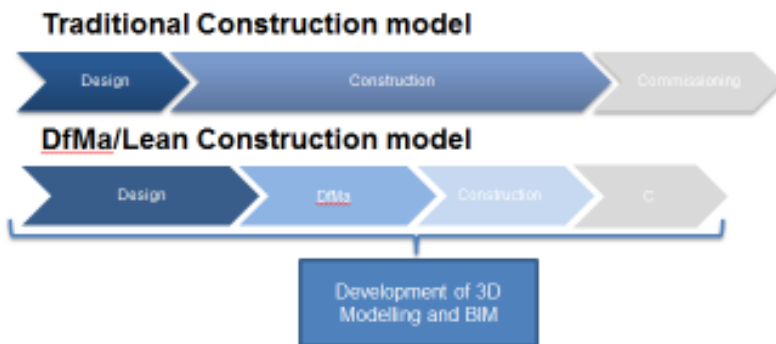 Traditional Construction model
Design Construction Commissioning
DfMa/Lean Construction model
Design DfMa Construction C
Development of 3D
Modelling and BIM